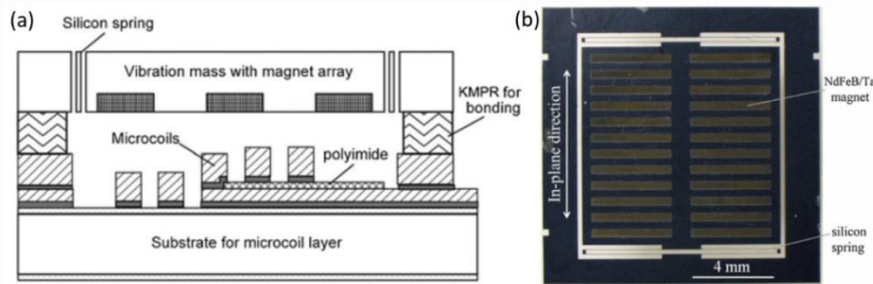 (a)
Silicon spring
Vibration mass with magnet array
KMPR for
bonding
Microcoils
polyimide
Substrate for microcoil layer
(b)
In-plane direction
NdFeB/Ta
magnet
silicon
spring
4 mm